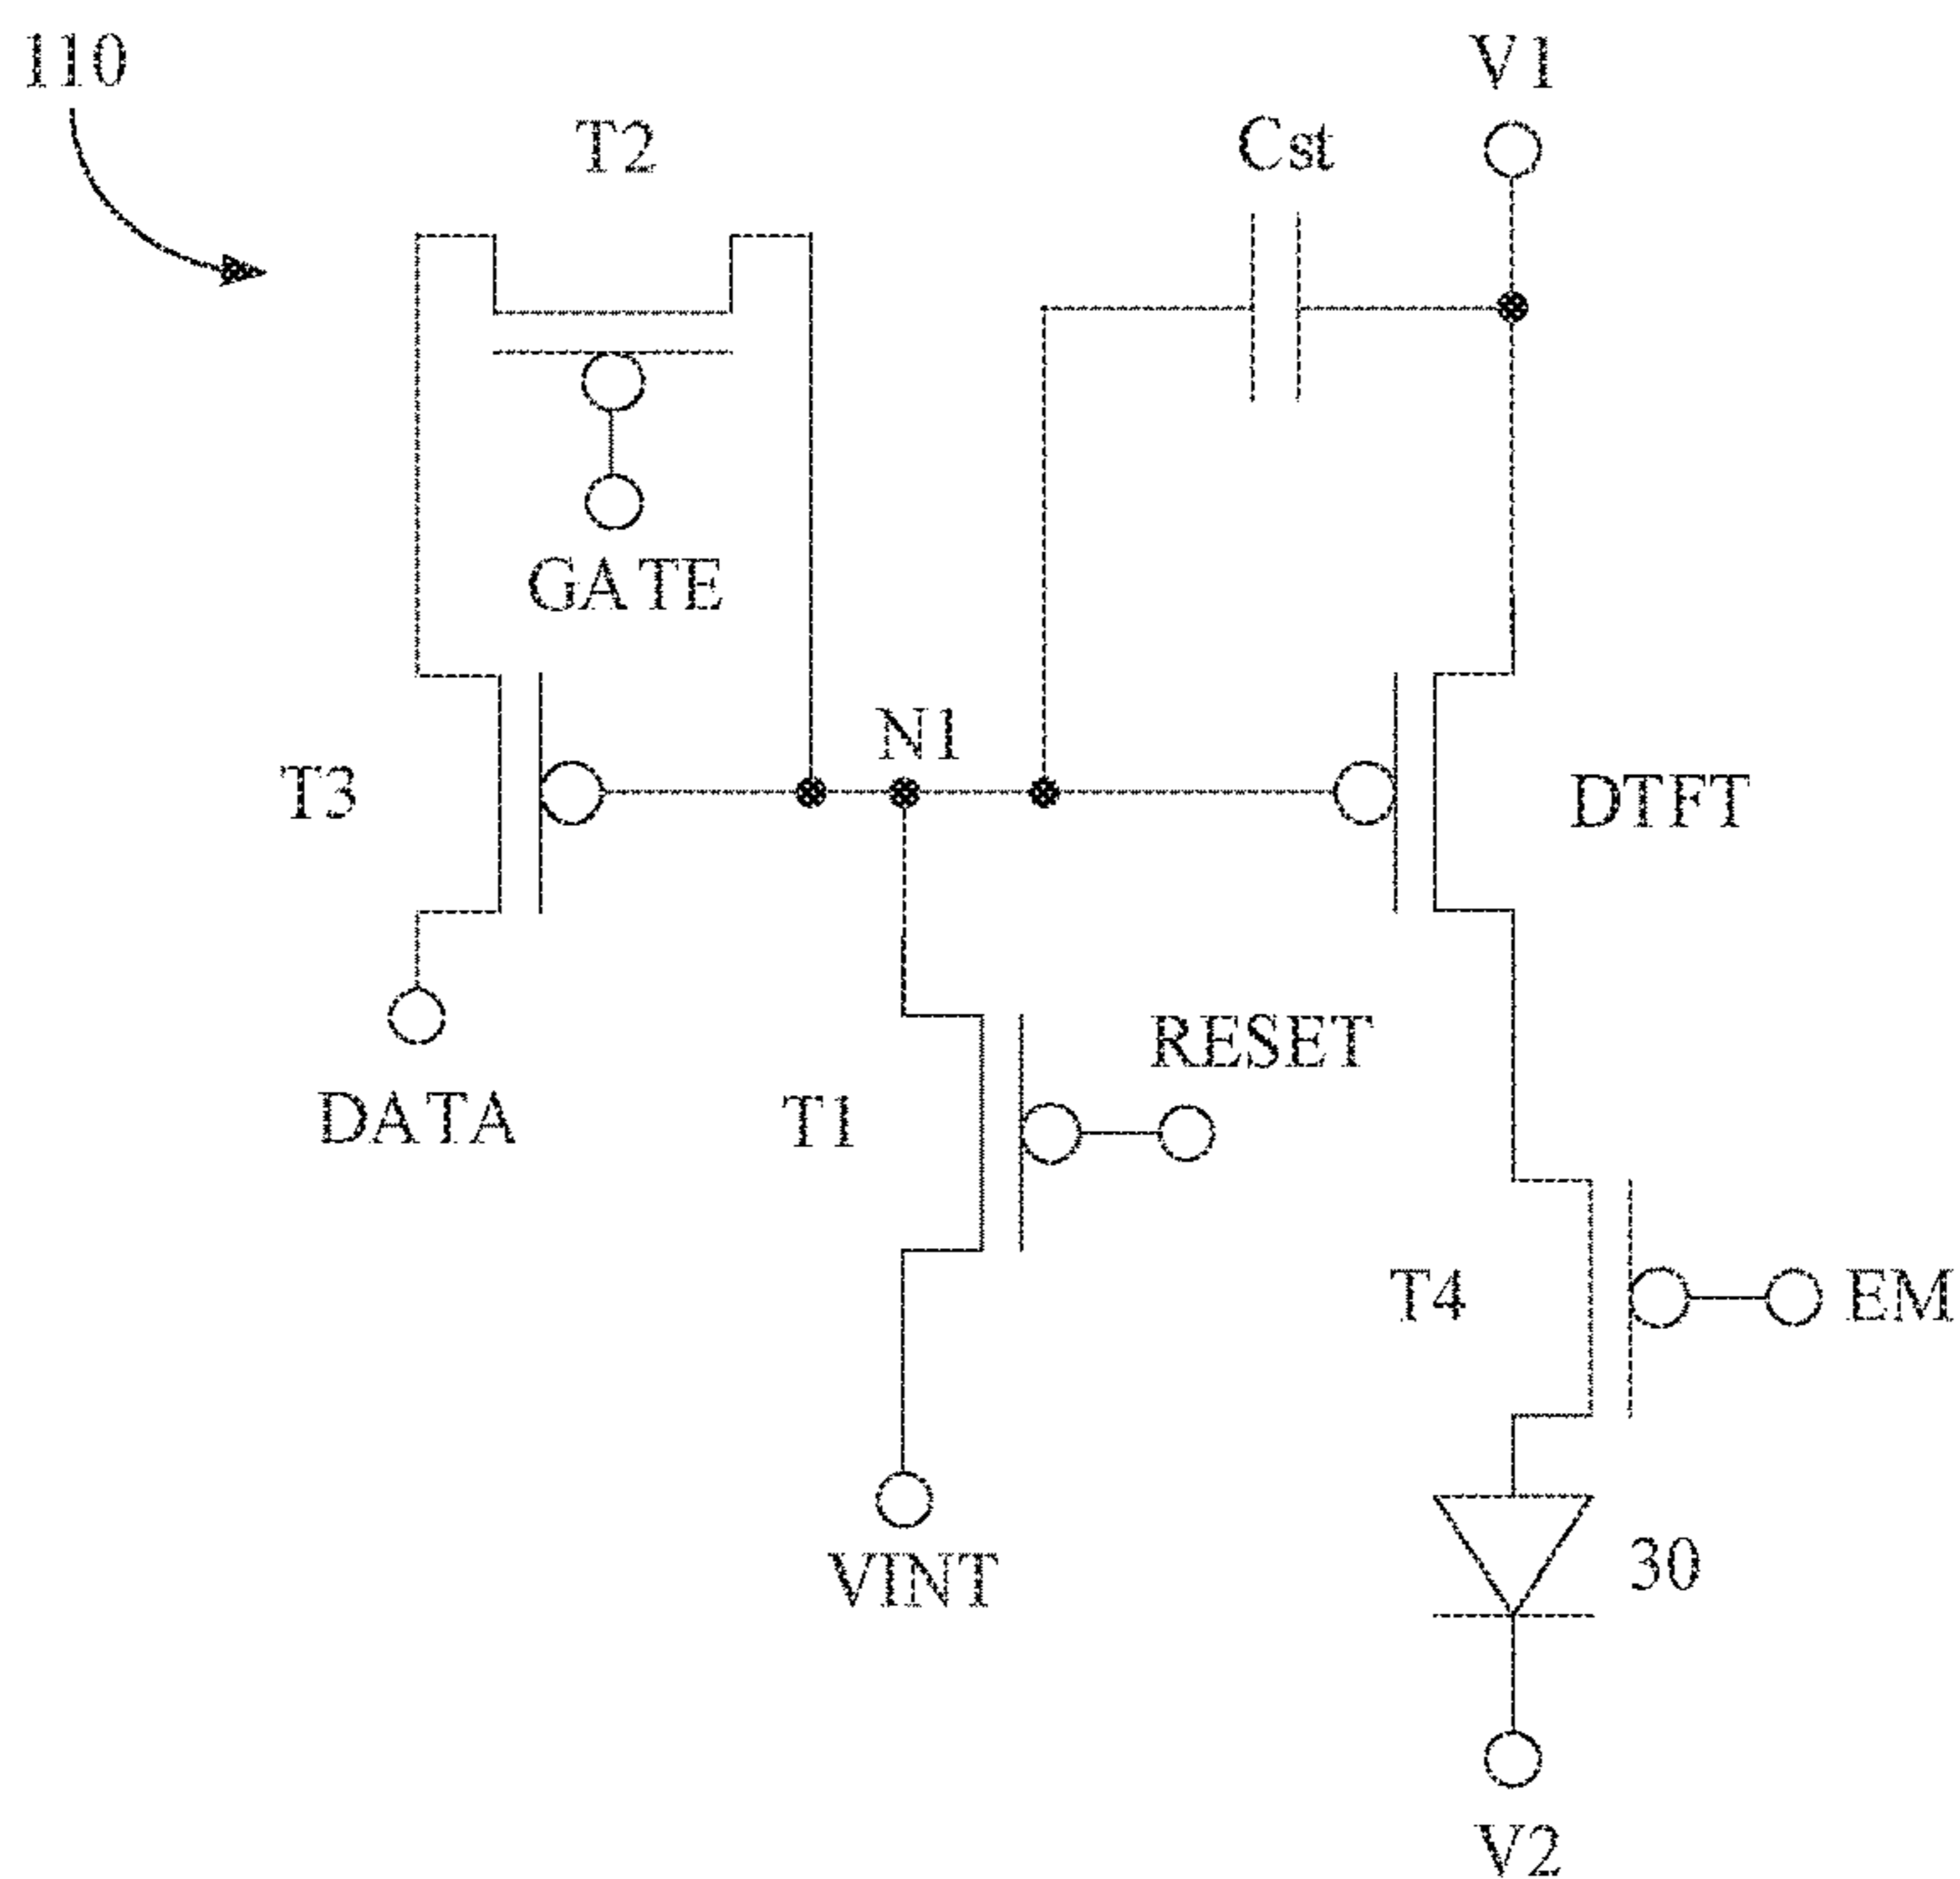 110
V1
T2
Cst
GATE
N1
T3
DTFT
RESET
DATA
T1
T4
EM
30
VINT
V2